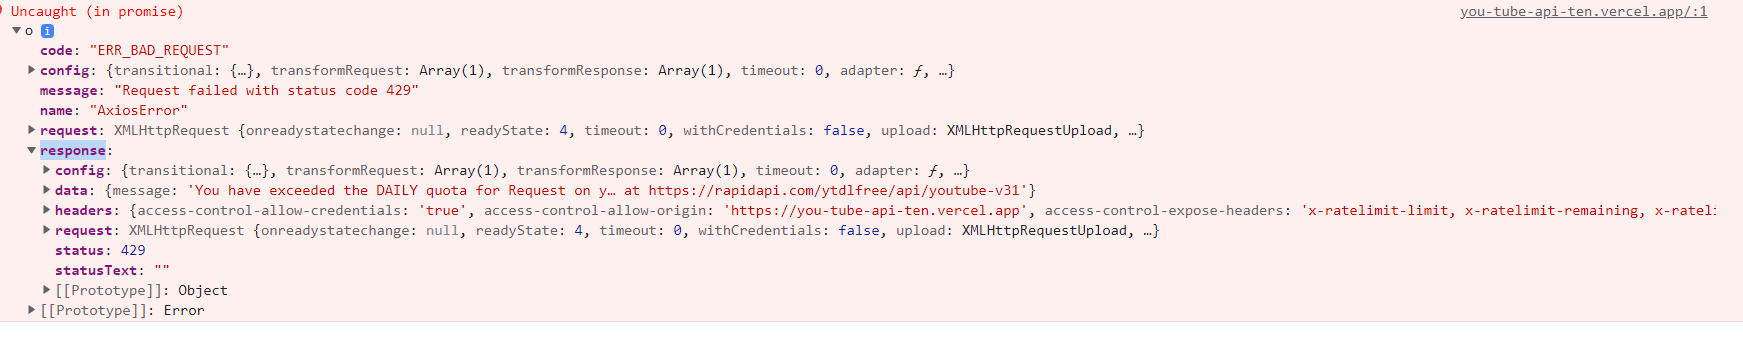 Uncaught (in promise) you-tube-api-ten.vercel.app/:1
▼o i
code: "ERR_BAD_REQUEST"
▶config: {transitional: {…}, transformRequest: Array(1), transformResponse: Array(1), timeout: 0, adapter: ƒ, …}
message: "Request failed with status code 429"
name: "AxiosError"
▶request: XMLHttpRequest {onreadystatechange: null, readyState: 4, timeout: 0, withCredentials: false, upload: XMLHttpRequestUpload, …}
▼response:
▶config: {transitional: {…}, transformRequest: Array(1), transformResponse: Array(1), timeout: 0, adapter: ƒ, …}
▶data: {message: 'You have exceeded the DAILY quota for Request on y… at https://rapidapi.com/ytdlfree/api/youtube-v31'}
▶headers: {access-control-allow-credentials: 'true', access-control-allow-origin: 'https://you-tube-api-ten.vercel.app', access-control-expose-headers: 'x-ratelimit-limit, x-ratelimit-remaining, x-rateli
▶request: XMLHttpRequest {onreadystatechange: null, readyState: 4, timeout: 0, withCredentials: false, upload: XMLHttpRequestUpload, …}
status: 429
statusText: ""
▶[[Prototype]]: Object
▶[[Prototype]]: Error